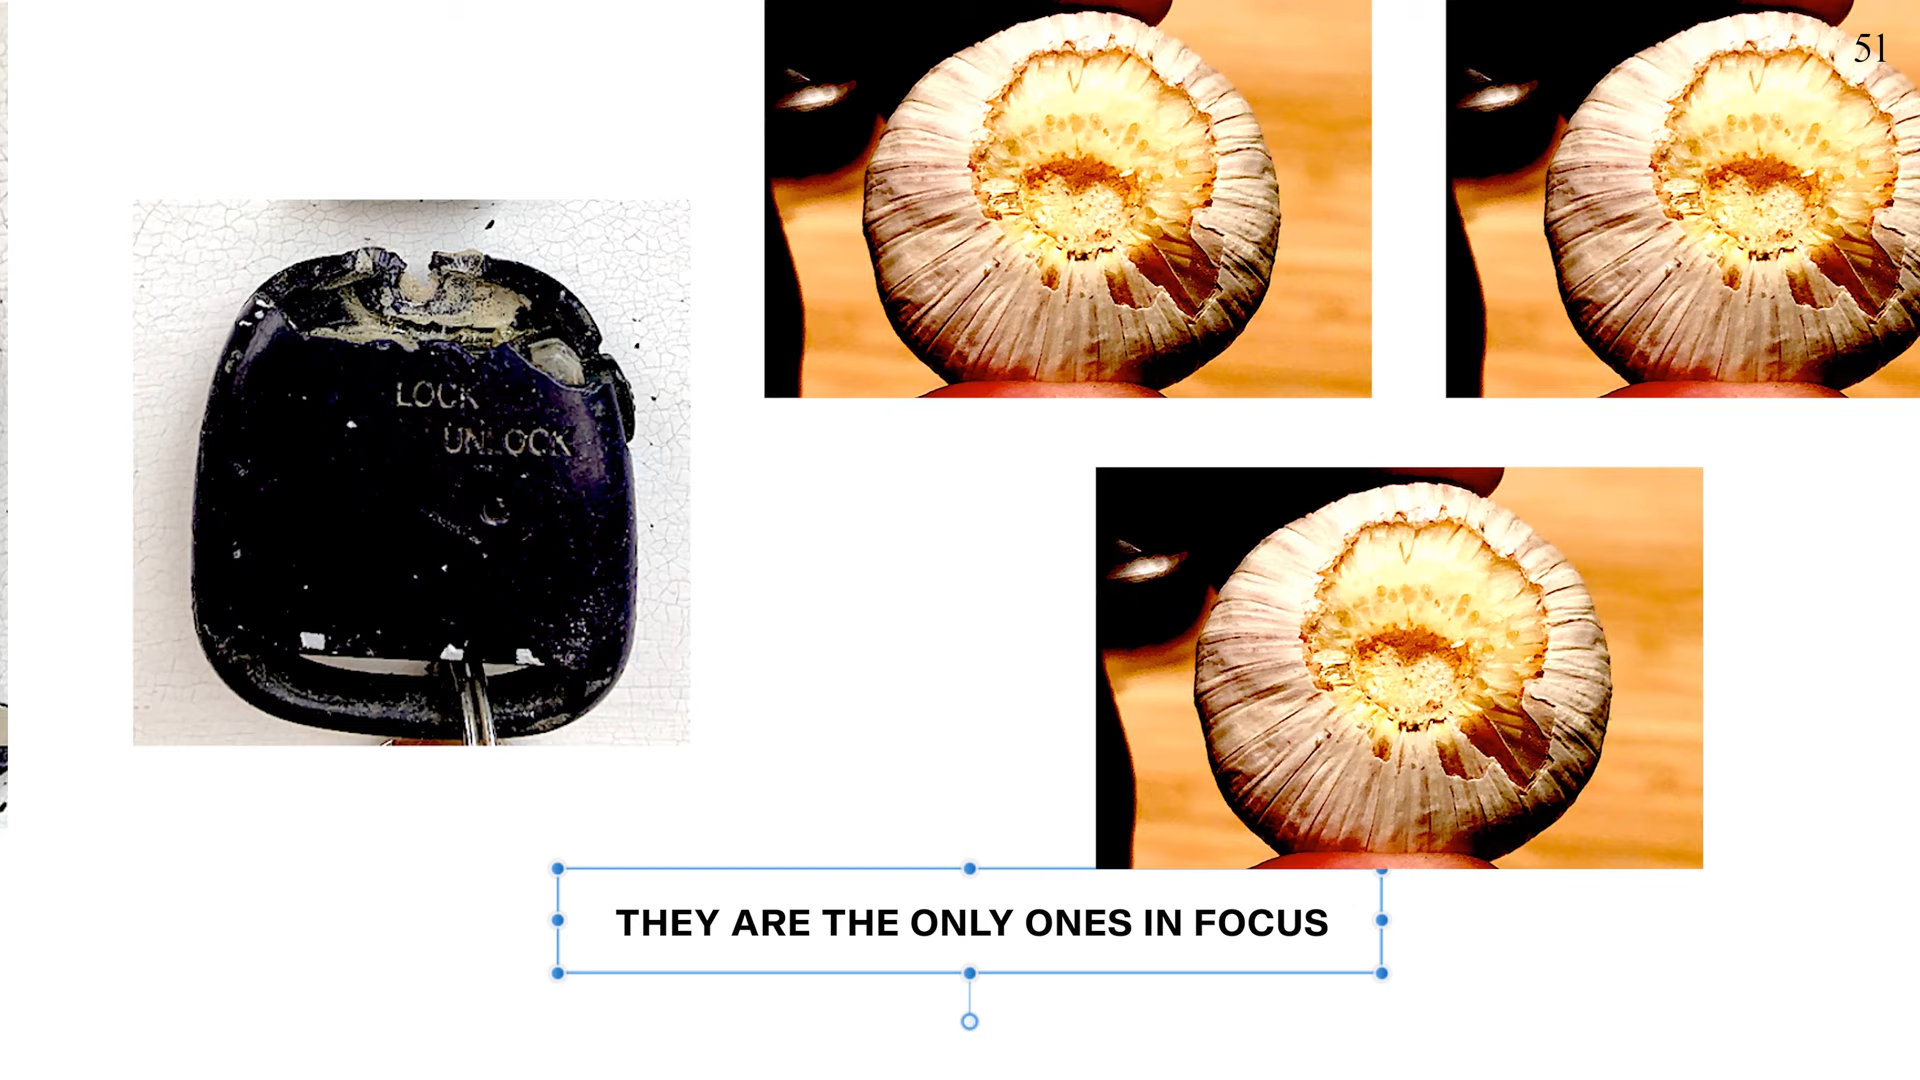 51
LOCK
UNLOCK
THEY ARE THE ONLY ONES IN FOCUS